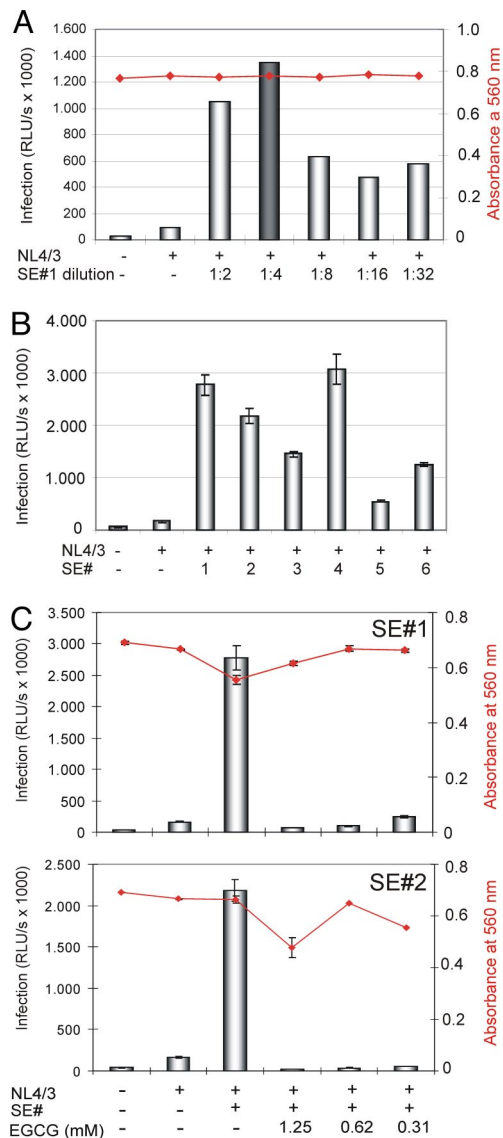 A
Infection (RLU/s x 1000)
1.600
1.400
1.200
1.000
800
600
400
200
0
1.0
0.8
0.6
0.4
0.2
0
Absorbance a 560 nm
NL4/3 - + + + + + +
SE#1 dilution - - 1:2 1:4 1:8 1:16 1:32
B
Infection (RLU/s x 1000)
4.000
3.000
2.000
1.000
0
NL4/3 - + + + + + + +
SE# - - 1 2 3 4 5 6
C
SE#1
Infection (RLU/s x 1000)
3.500
3.000
2.500
2.000
1.500
1.000
500
0
0.8
0.6
0.4
0.2
0
Absorbance at 560 nm
SE#2
Infection (RLU/s x 1000)
2.500
2.000
1.500
1.000
500
0
0.8
0.6
0.4
0.2
0
Absorbance at 560 nm
NL4/3 - + + + + +
SE# - - + + + +
EGCG (mM) - - - 1.25 0.62 0.31